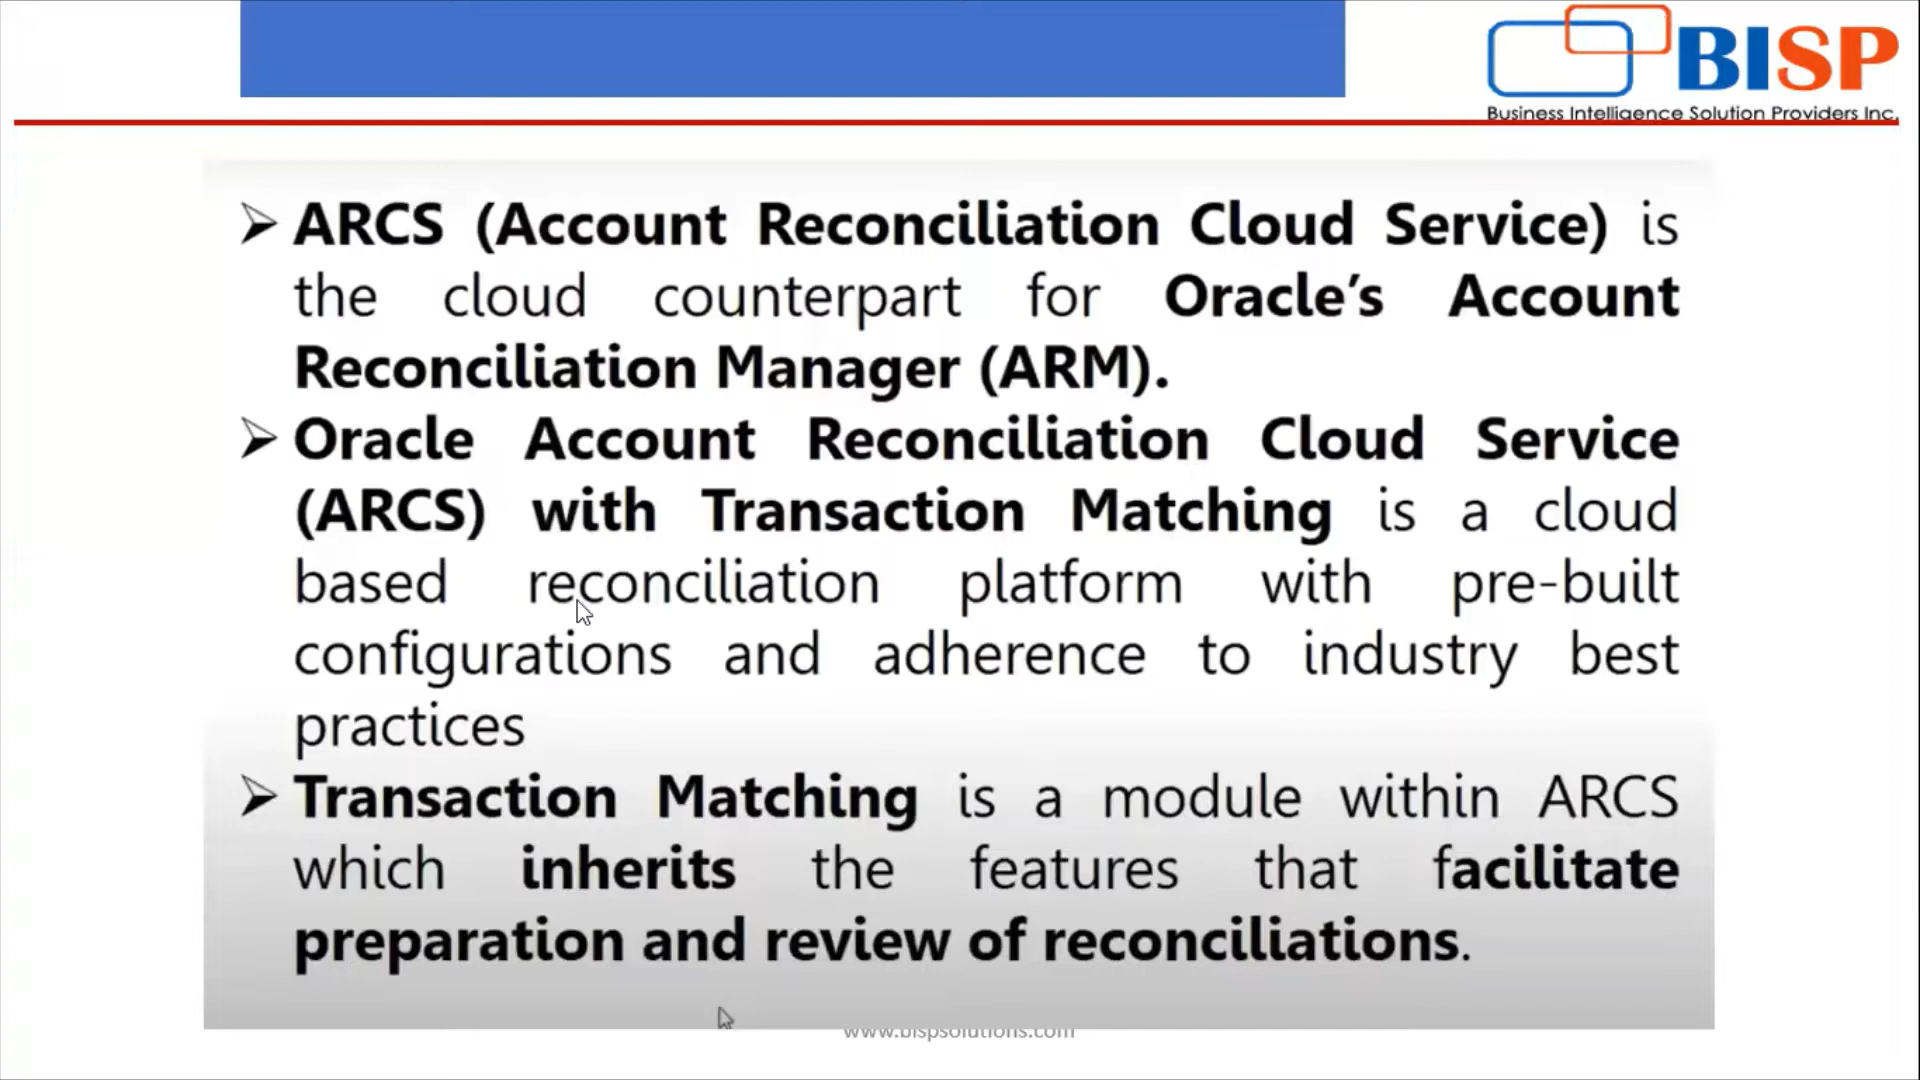 BISP
Business Intelligence Solution Providers Inc.
➢ ARCS (Account Reconciliation Cloud Service) is
the cloud counterpart for Oracle’s Account
Reconciliation Manager (ARM).
➢ Oracle Account Reconciliation Cloud Service
(ARCS) with Transaction Matching is a cloud
based reconciliation platform with pre-built
configurations and adherence to industry best
practices
➢ Transaction Matching is a module within ARCS
which inherits the features that facilitate
preparation and review of reconciliations.
www.bispsolutions.com